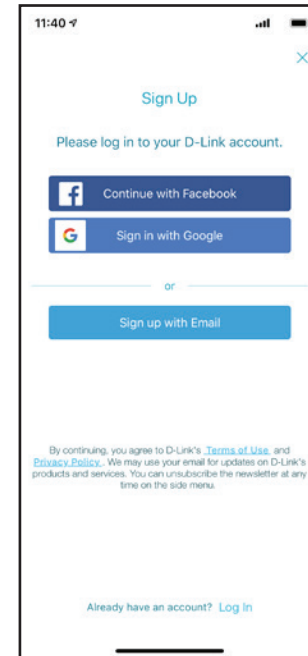 11:40
Sign Up
Please log in to your D-Link account.
Continue with Facebook
Sign in with Google
or
Sign up with Email
By continuing, you agree to D-Link's Terms of Use and
Privacy Policy. We may use your email for updates on D-Link's
products and services. You can unsubscribe the newsletter at any
time on the side menu.
Already have an account? Log In